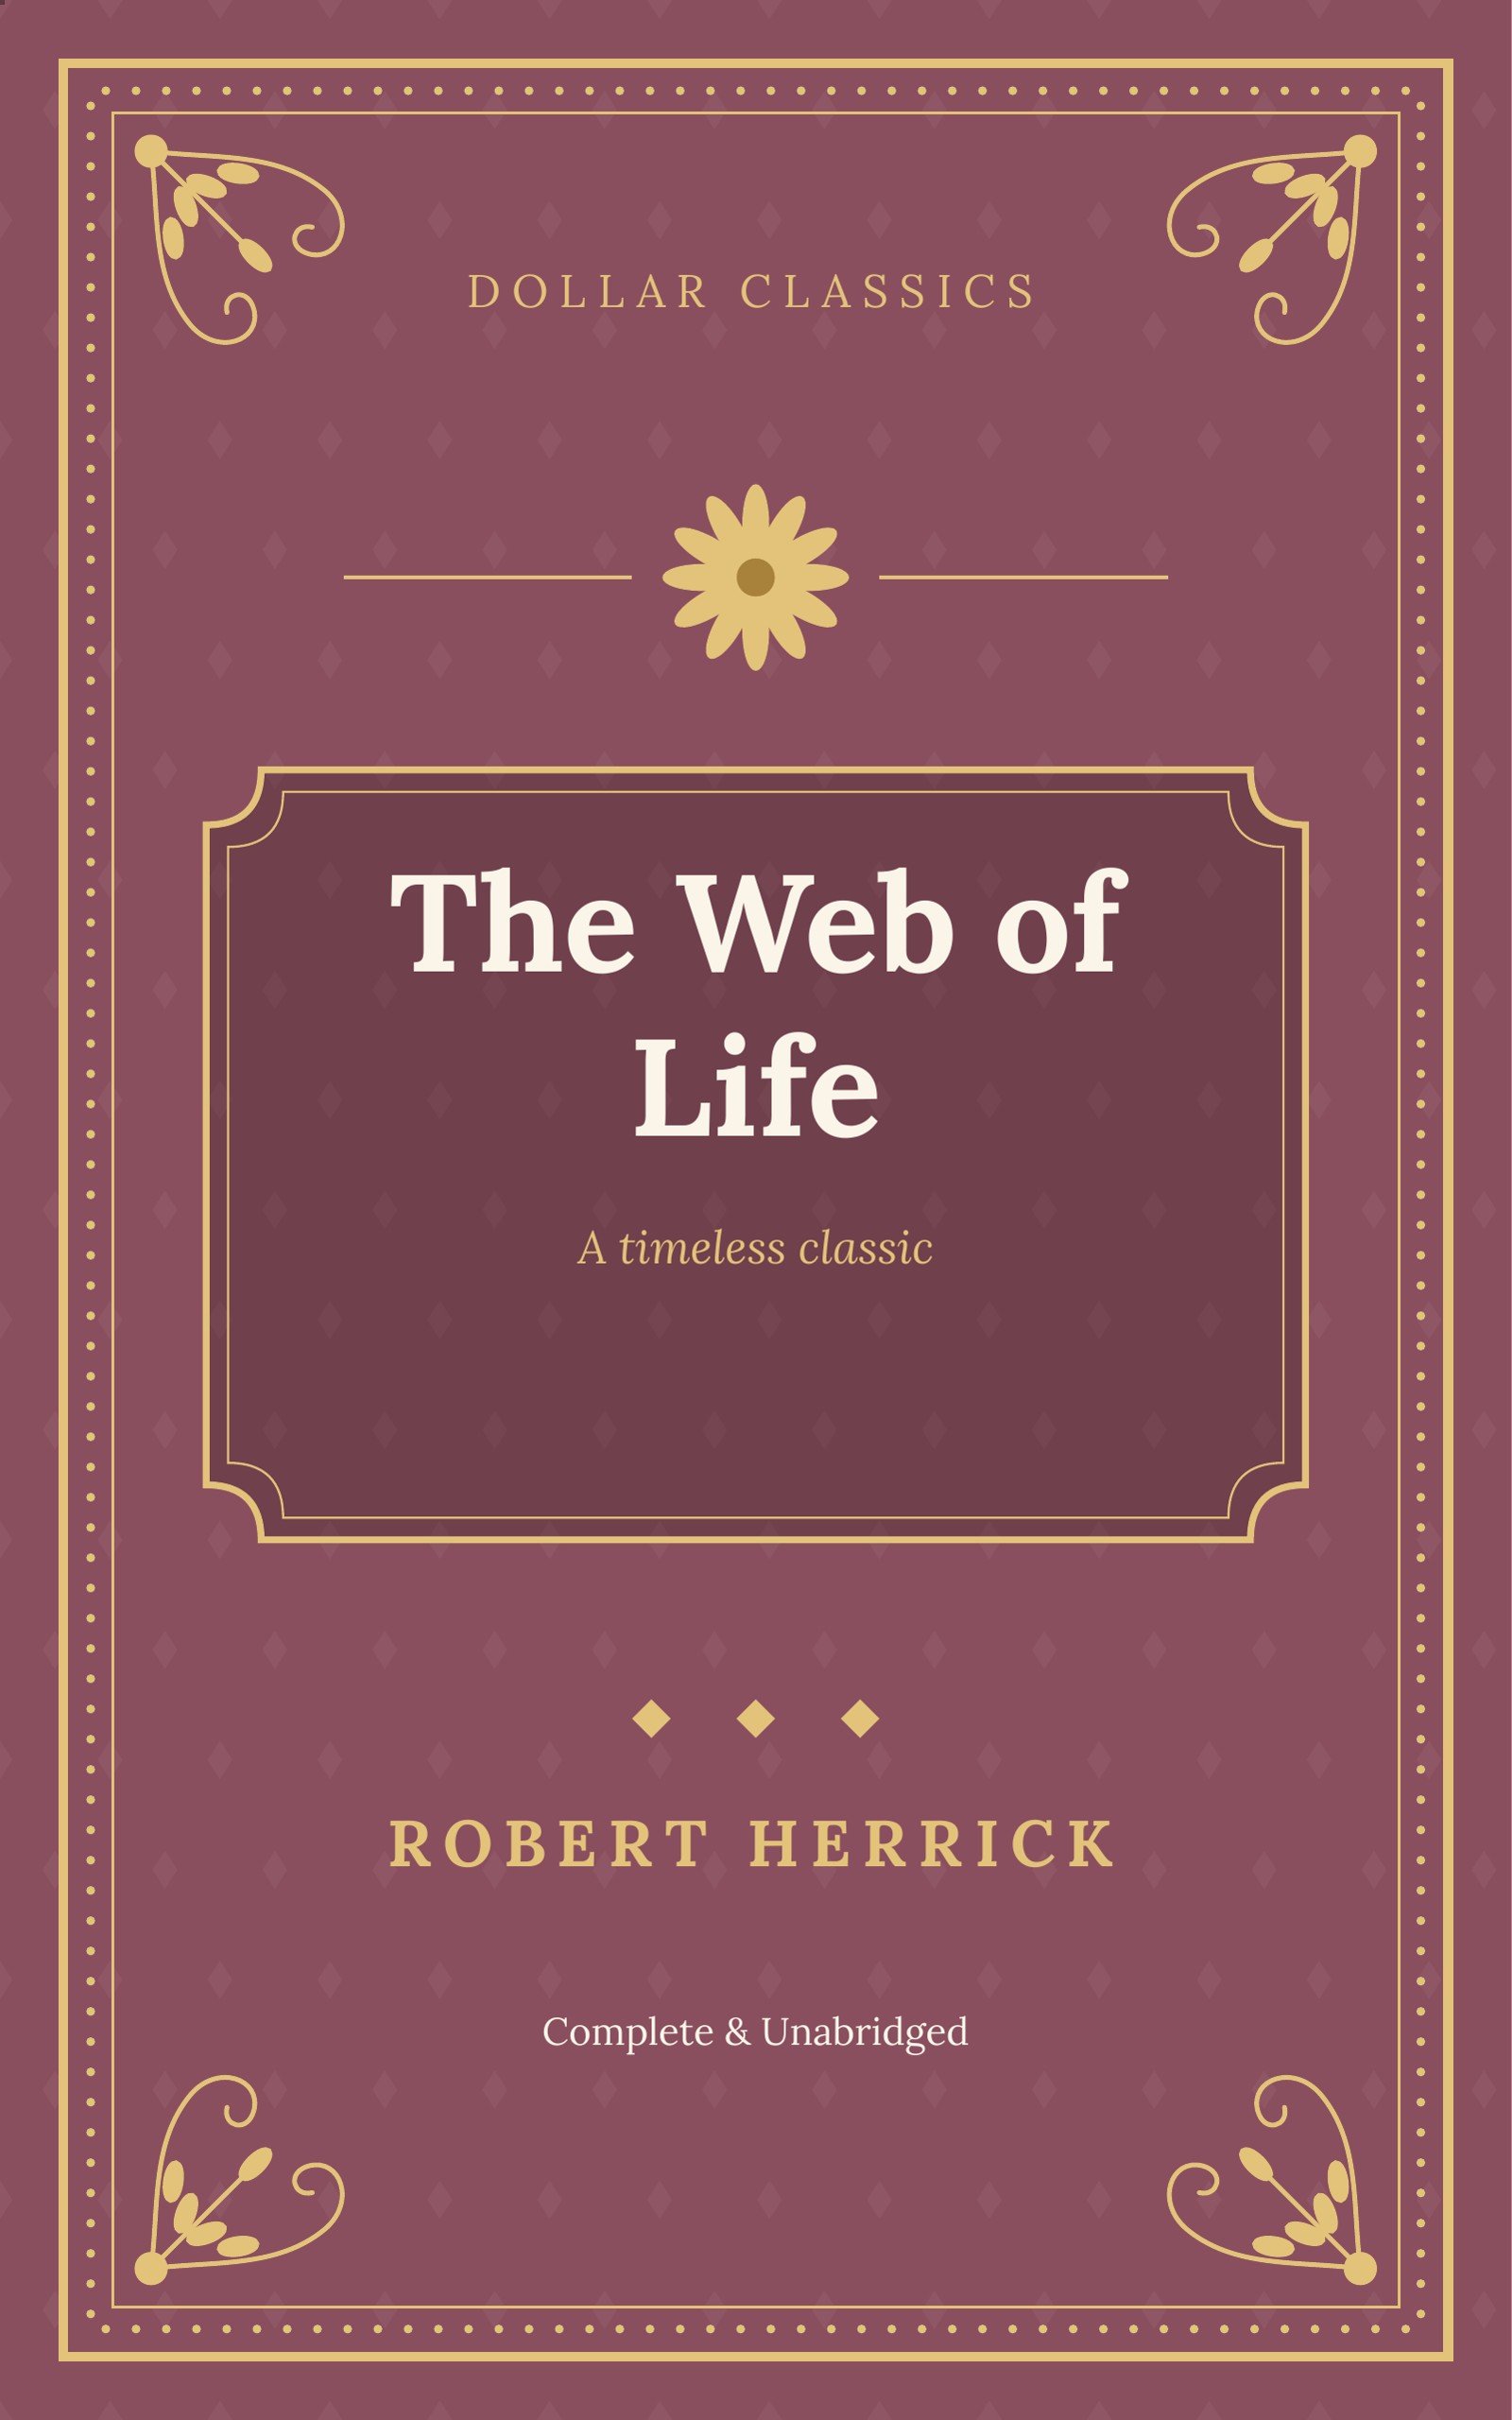 DOLLAR CLASSICS
The Web of
Life
A timeless classic
ROBERT HERRICK
Complete & Unabridged